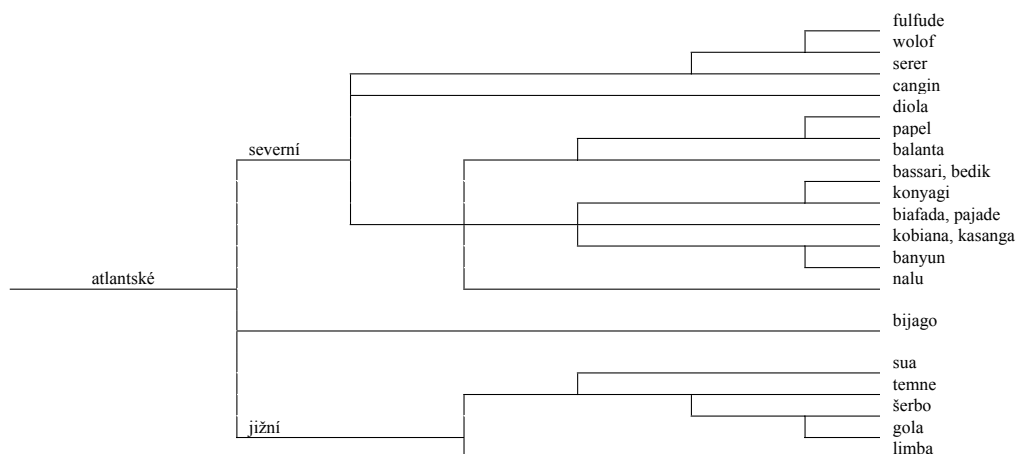 fulfude
wolof
serer
cangin
diola
papel
severní
balanta
bassari, bedik
konyagi
biafada, pajade
kobiana, kasanga
banyun
atlantské
nalu
bijago
sua
temne
šerbo
jižní
gola
limba